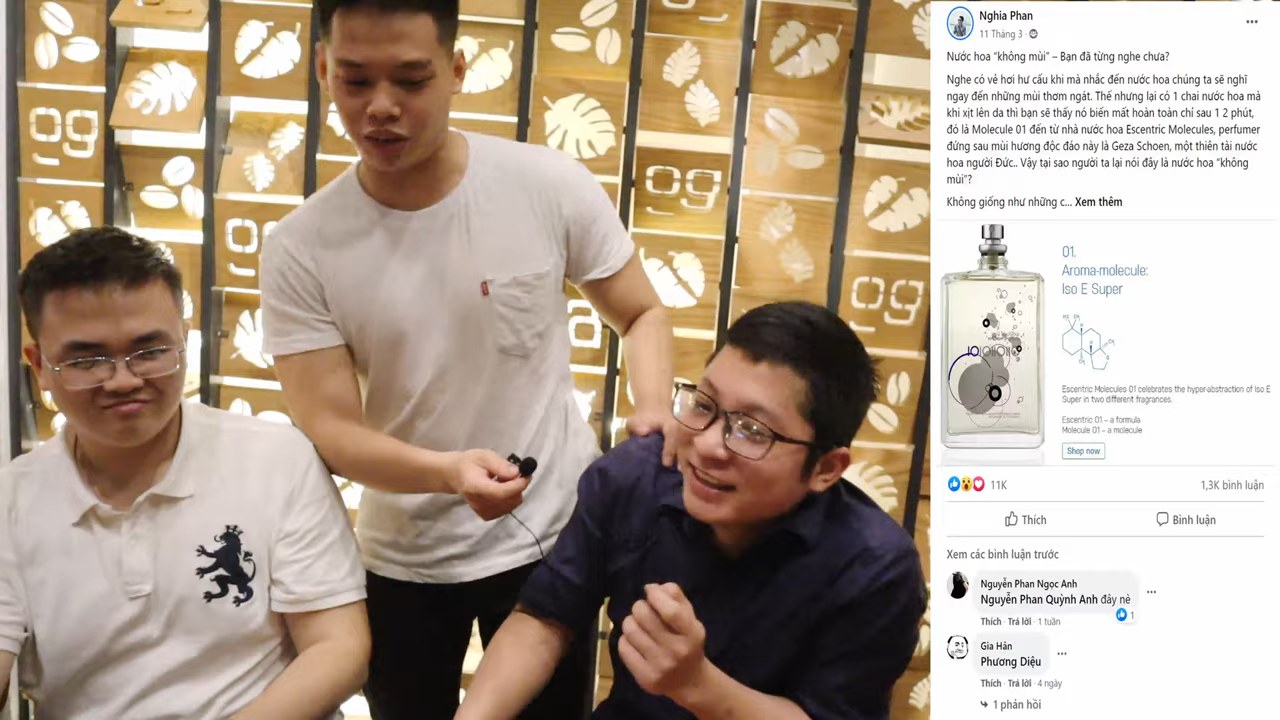 Nghia Phan
11 Tháng 3
Nước hoa “không mùi” – Bạn đã từng nghe chưa?
Nghe có vẻ hơi hư cấu khi mà nhắc đến nước hoa chúng ta sẽ nghĩ
ngay đến những mùi thơm ngát. Thế nhưng lại có 1 chai nước hoa mà
khi xịt lên da thì bạn sẽ thấy nó biến mất hoàn toàn chỉ sau 1 2 phút,
đó là Molecule 01 đến từ nhà nước hoa Escentric Molecules, perfumer
đứng sau mùi hương độc đáo này là Geza Schoen, một thiên tài nước
hoa người Đức.. Vậy tại sao người ta lại nói đây là nước hoa “không
mùi”?
Không giống như những c... Xem thêm
01.
Aroma-molecule:
Iso E Super
Escentric Molecules 01 celebrates the hyper-abstraction of Iso E
Super in two different fragrances.
Escentric 01 – a formula
Molecule 01 – a molecule
Shop now
11K
1,3K bình luận
Thích
Bình luận
Xem các bình luận trước
Nguyễn Phan Ngọc Anh
Nguyễn Phan Quỳnh Anh đây nè
1
Thích · Trả lời · 1 tuần
Gia Hân
Phương Diệu
Thích · Trả lời · 4 ngày
1 phản hồi